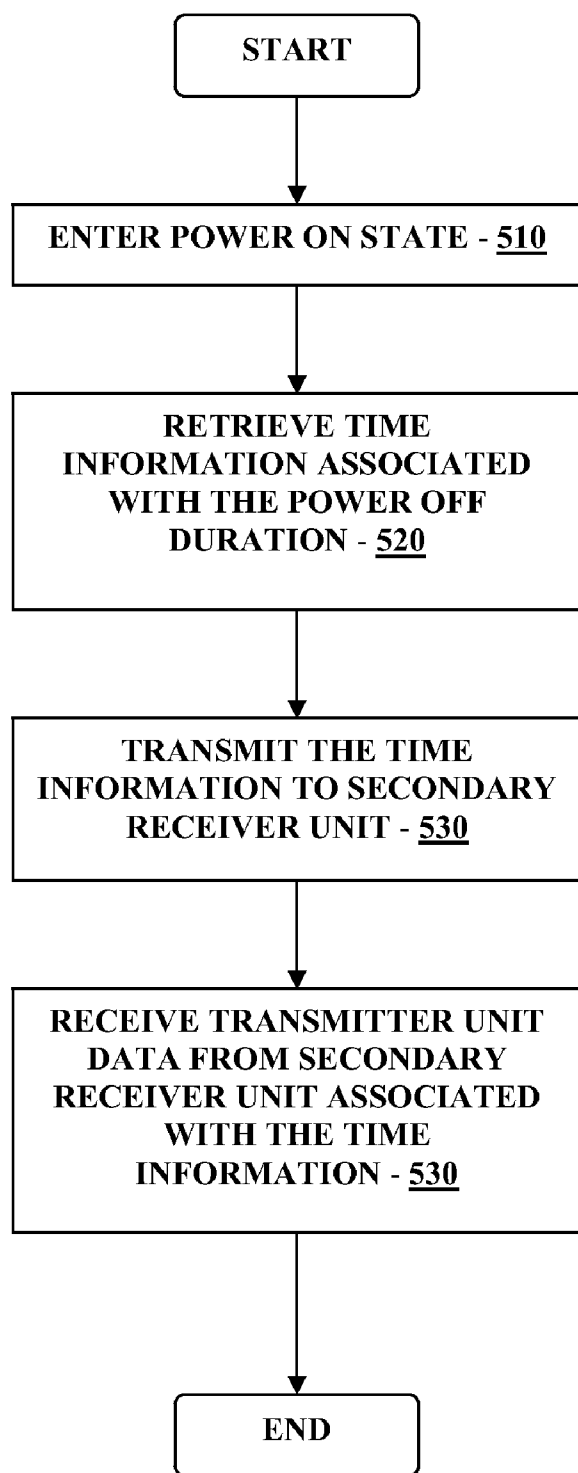 START
ENTER POWER ON STATE - 510
RETRIEVE TIME
INFORMATION ASSOCIATED
WITH THE POWER OFF
DURATION - 520
TRANSMIT THE TIME
INFORMATION TO SECONDARY
RECEIVER UNIT - 530
RECEIVE TRANSMITTER UNIT
DATA FROM SECONDARY
RECEIVER UNIT ASSOCIATED
WITH THE TIME
INFORMATION - 530
END